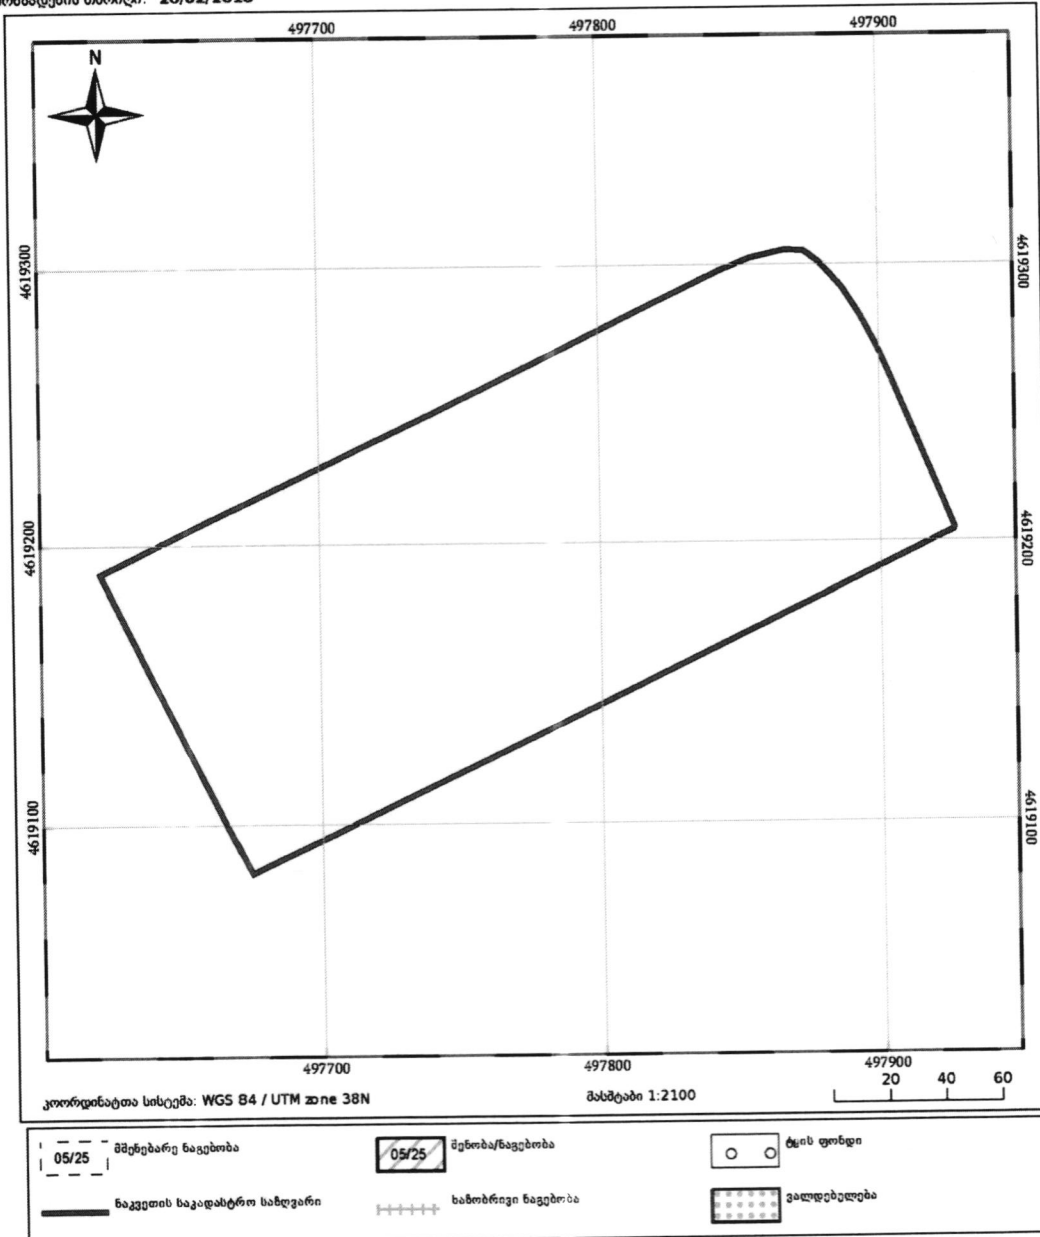 497700 497800 497900
N
4619300 4619300
4619200 4619200
4619100 4619100
497700 497800 497900
კოორდინატთა სისტემა: WGS 84 / UTM zone 38N მასშტაბი 1:2100 20 40 60
05/25 მშენებარე ნაგებობა 05/25 შენობა/ნაგებობა ტყის ფონდი
ნაკვეთის საკადასტრო საზღვარი ხაზობრივი ნაგებობა ვალდებულება